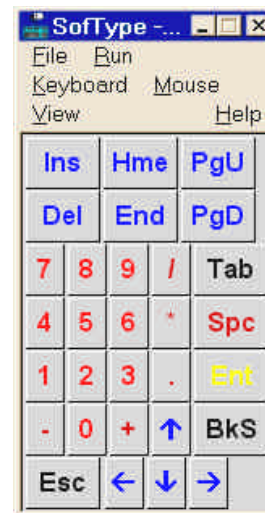 SofType -...
File Run
Keyboard Mouse
View Help
Ins Hme PgU
Del End PgD
7 8 9 / Tab
4 5 6 * Spc
1 2 3 . Ent
- 0 + ↑ BkS
Esc ← ↓ →